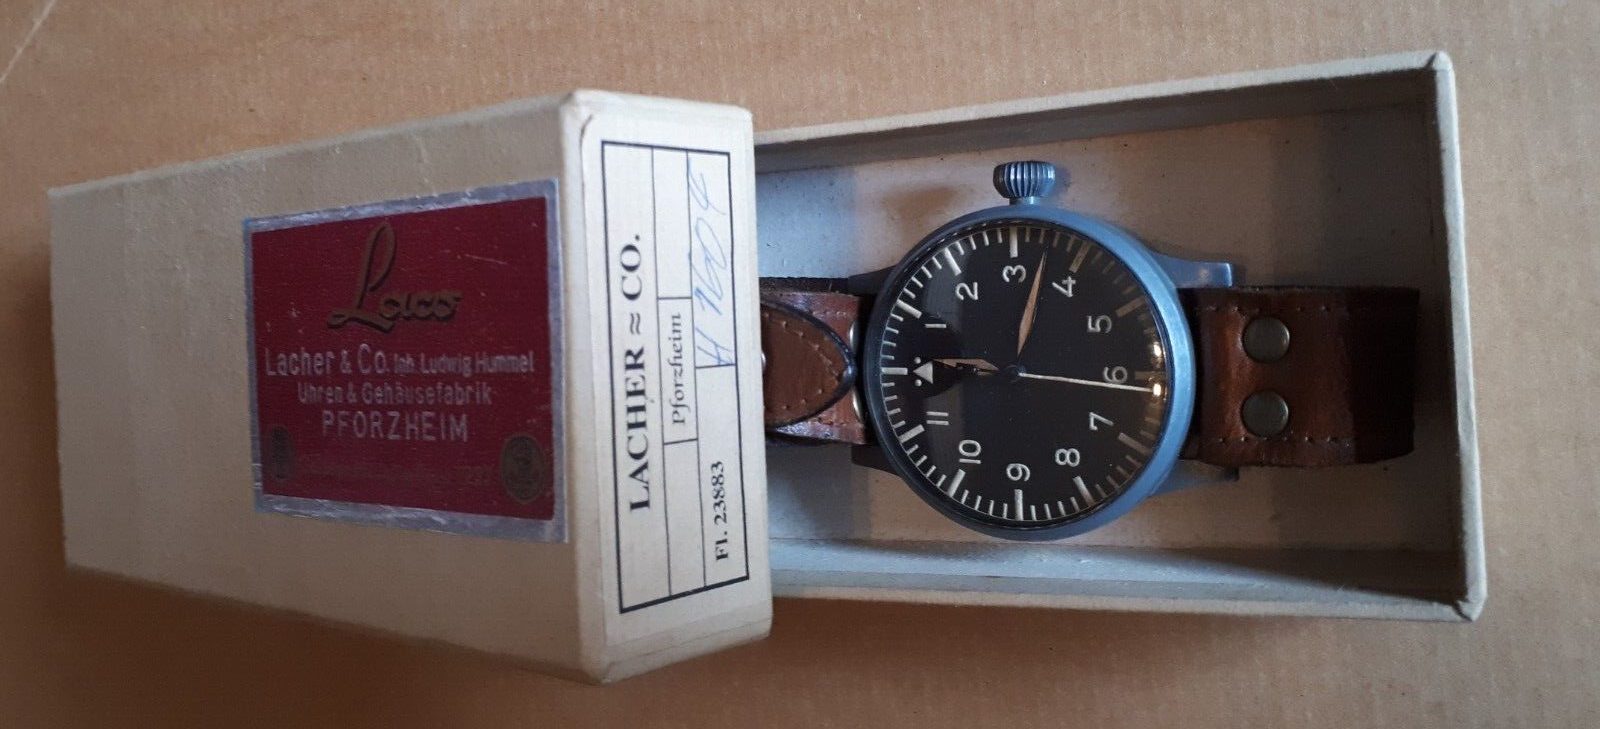 Laco
Lacher & Co. Inh. Ludwig Hummel
Uhren & Gehäusefabrik
PFORZHEIM
LACHER ≈ CO.
Pforzheim
Fl. 23883
H 1604
1
2
3
4
5
6
7
8
9
10
11